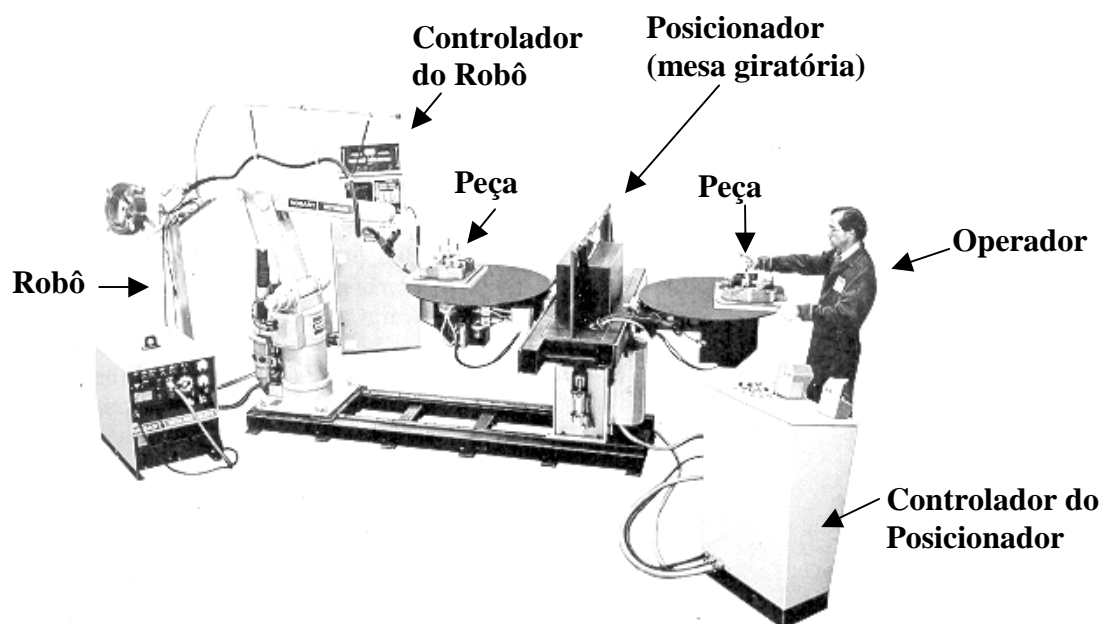 Controlador
do Robô
Posicionador
(mesa giratória)
Peça
Peça
Operador
Robô
Controlador do
Posicionador